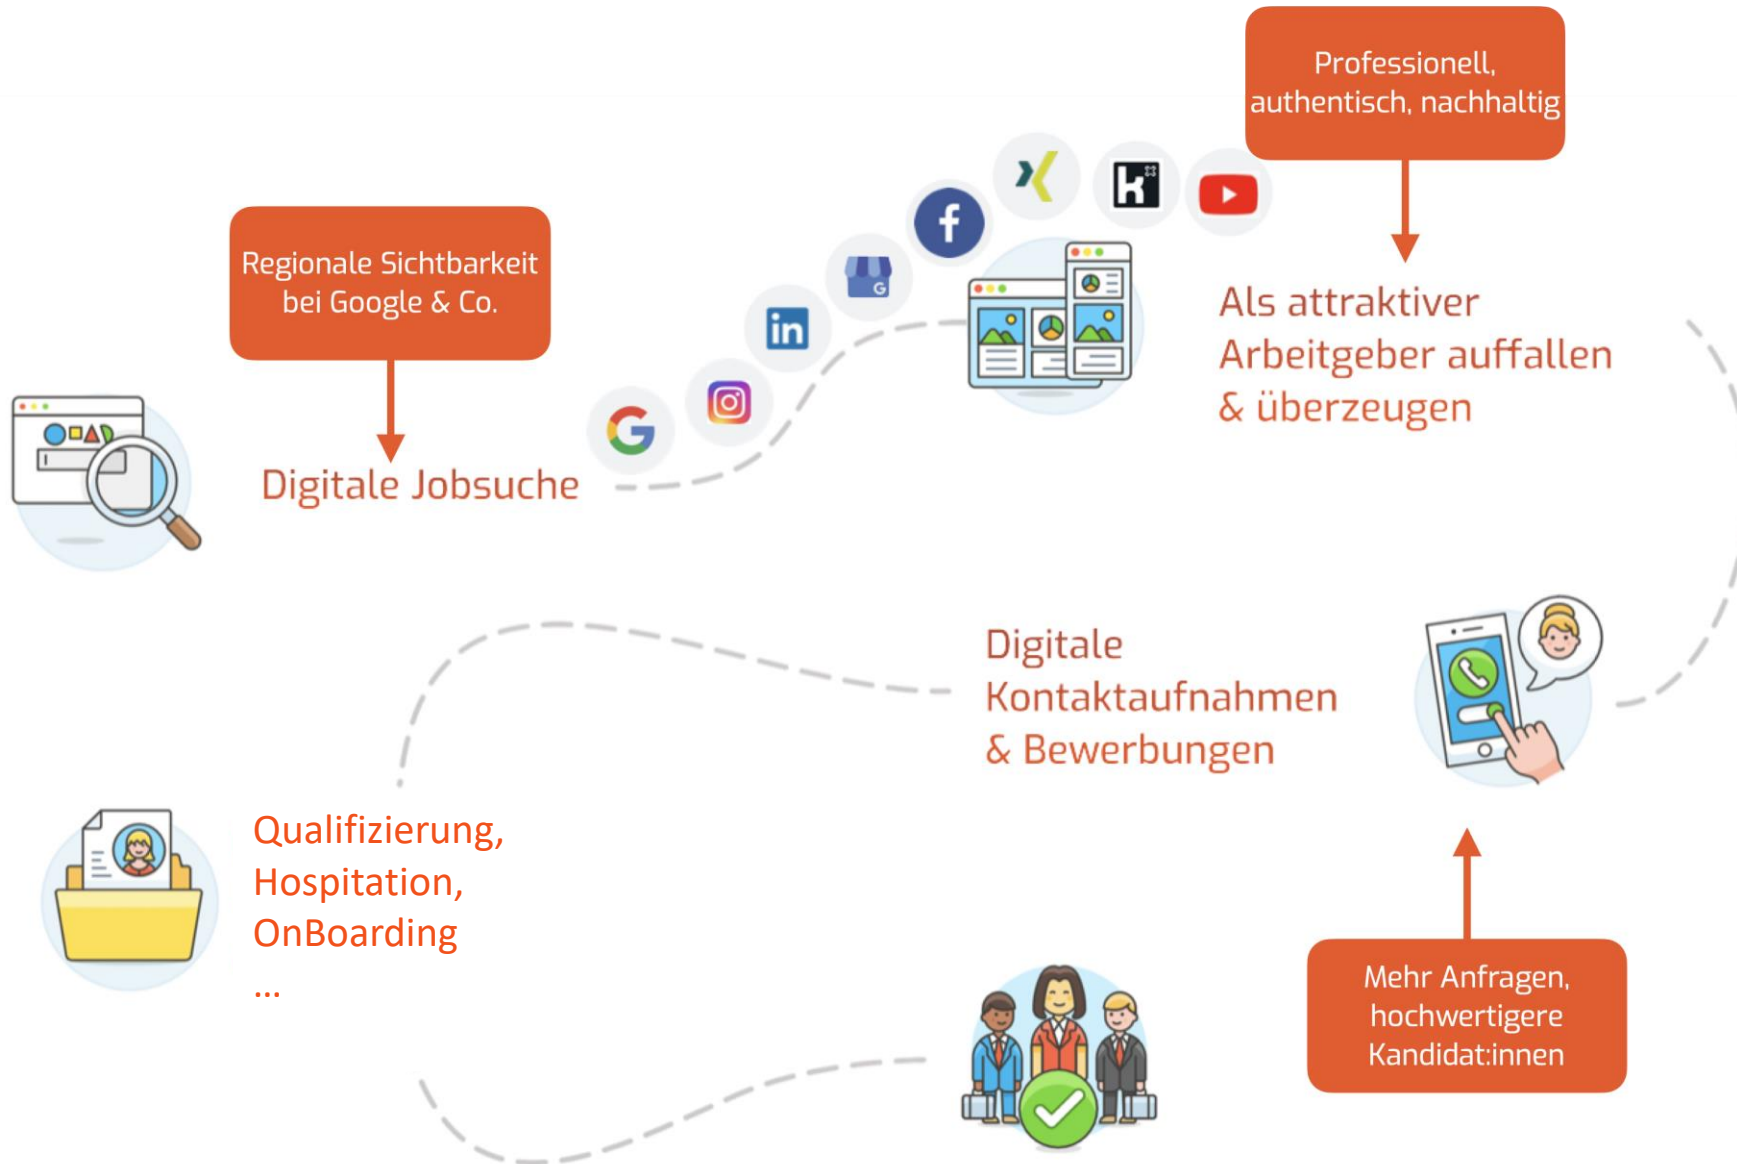 Professionell,
authentisch, nachhaltig
Regionale Sichtbarkeit
bei Google & Co.
Als attraktiver
Arbeitgeber auffallen
& überzeugen
Digitale Jobsuche
Digitale
Kontaktaufnahmen
& Bewerbungen
Qualifizierung,
Hospitation,
OnBoarding
...
Mehr Anfragen,
hochwertigere
Kandidat:innen